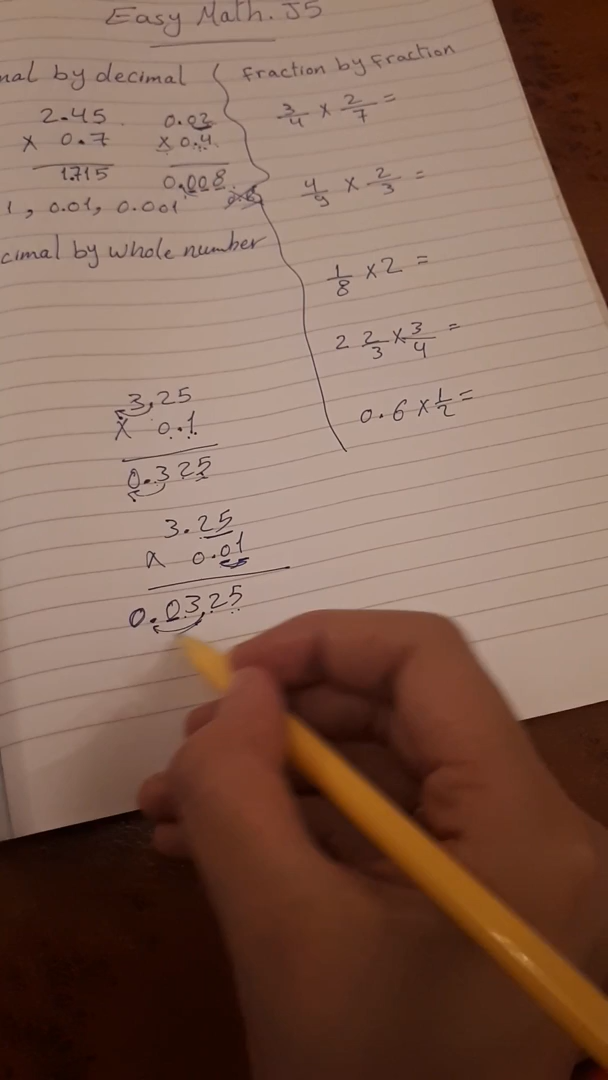 Easy Math. J5
nal by decimal
2.45
x 0.7
1.715
0.02
x 0.4
0.008
1, 0.01, 0.001
cimal by whole number
3.25
x 0.1
0.325
3.25
x 0.01
0.0325
fraction by fraction
3/4 x 2/7 =
4/9 x 2/3 =
1/8 x 2 =
2 2/3 x 3/4 =
0.6 x 1/2 =